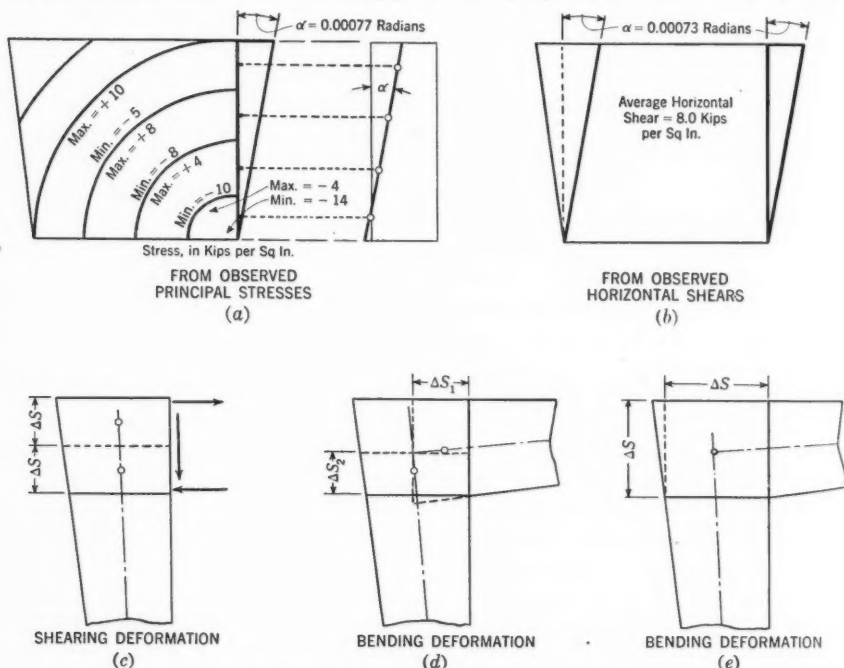 α = 0.00077 Radians
α
Max. = + 10
Min. = − 5
Max. = + 8
Min. = − 8
Max. = + 4
Min. = − 10
Max. = − 4
Min. = − 14
Stress, in Kips per Sq In.
FROM OBSERVED
PRINCIPAL STRESSES
(a)
α = 0.00073 Radians
Average Horizontal
Shear = 8.0 Kips
per Sq In.
FROM OBSERVED
HORIZONTAL SHEARS
(b)
ΔS
ΔS
SHEARING DEFORMATION
(c)
ΔS₁
ΔS₂
BENDING DEFORMATION
(d)
ΔS
ΔS
BENDING DEFORMATION
(e)